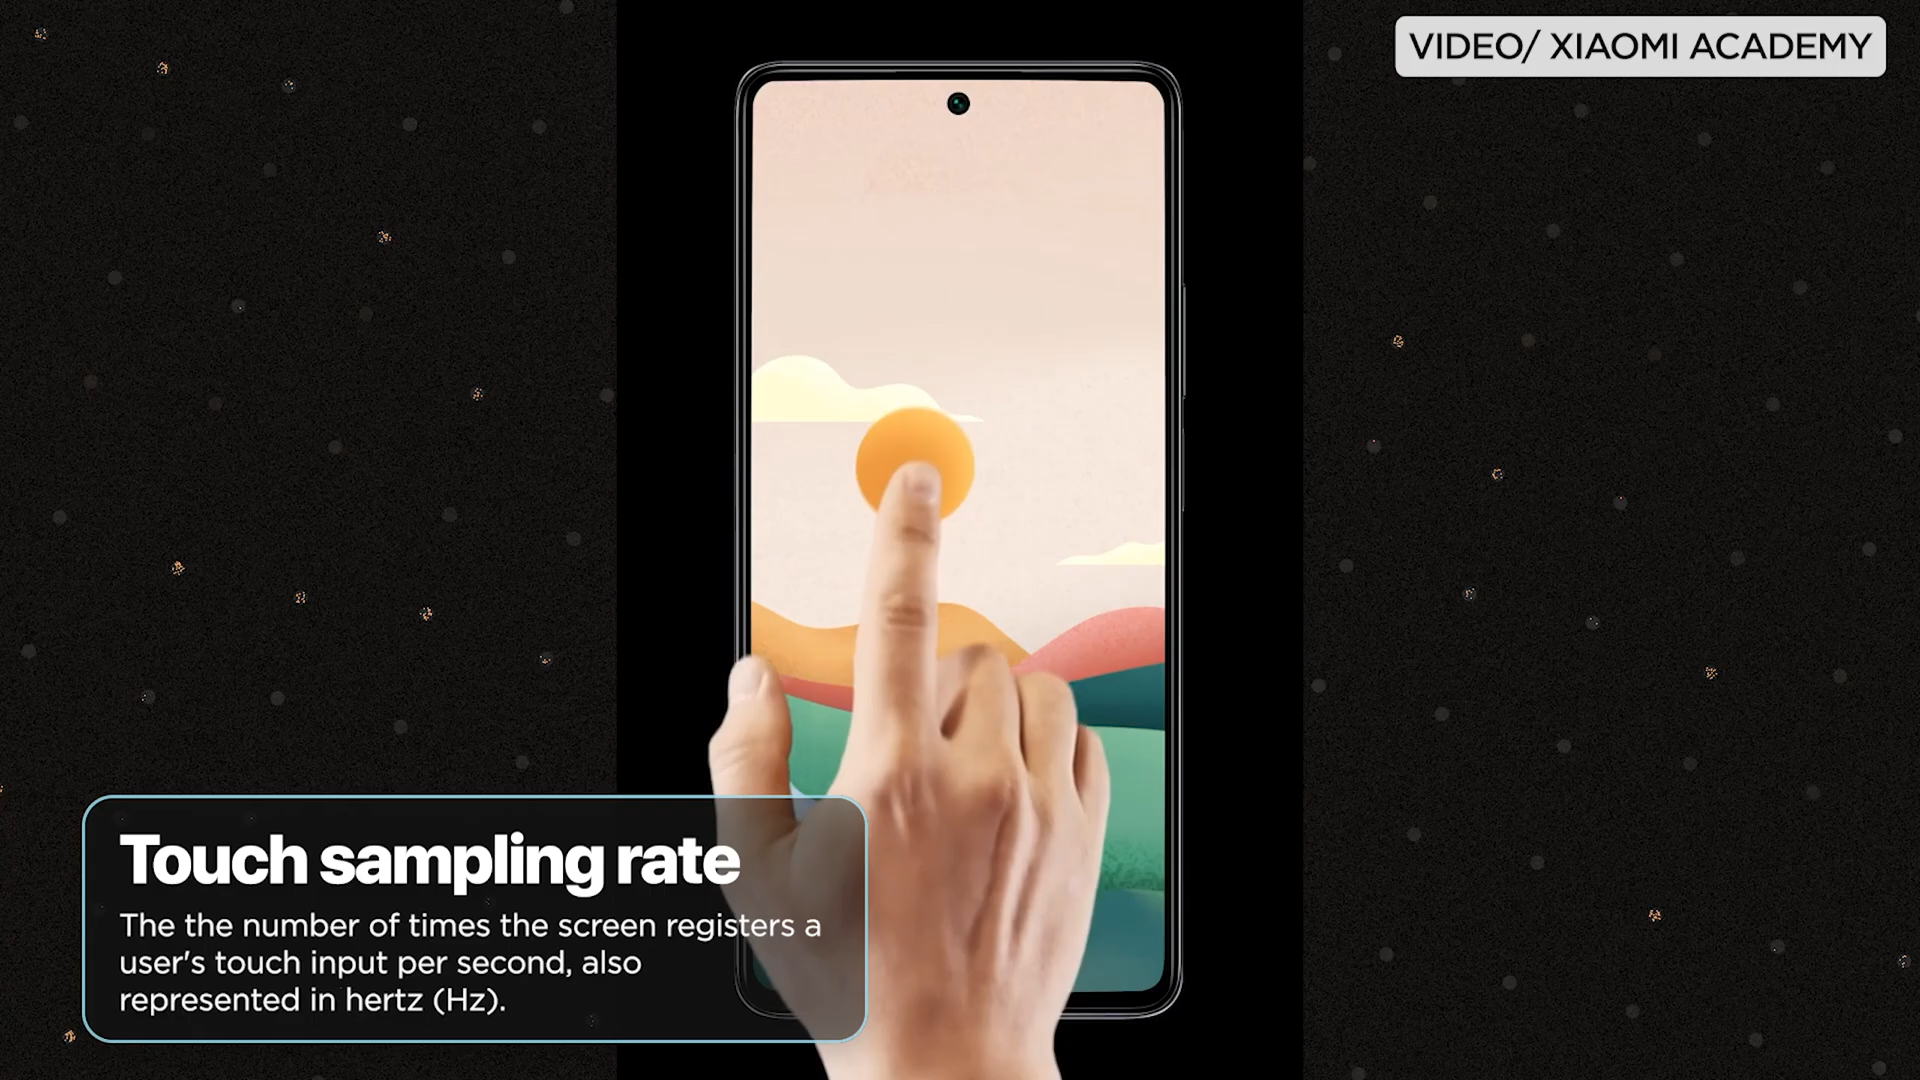 VIDEO/ XIAOMI ACADEMY
Touch sampling rate
The the number of times the screen registers a
user's touch input per second, also
represented in hertz (Hz).